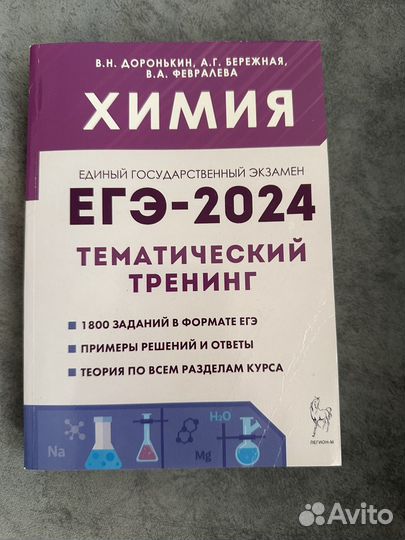 В.Н. ДОРОНЬКИН, А.Г. БЕРЕЖНАЯ,
В.А. ФЕВРАЛЕВА
ХИМИЯ
ЕДИНЫЙ ГОСУДАРСТВЕННЫЙ ЭКЗАМЕН
ЕГЭ-2024
ТЕМАТИЧЕСКИЙ
ТРЕНИНГ
1800 ЗАДАНИЙ В ФОРМАТЕ ЕГЭ
ПРИМЕРЫ РЕШЕНИЙ И ОТВЕТЫ
ТЕОРИЯ ПО ВСЕМ РАЗДЕЛАМ КУРСА
H₂O
Na
Mg
ЛЕГИОН-М
Avito